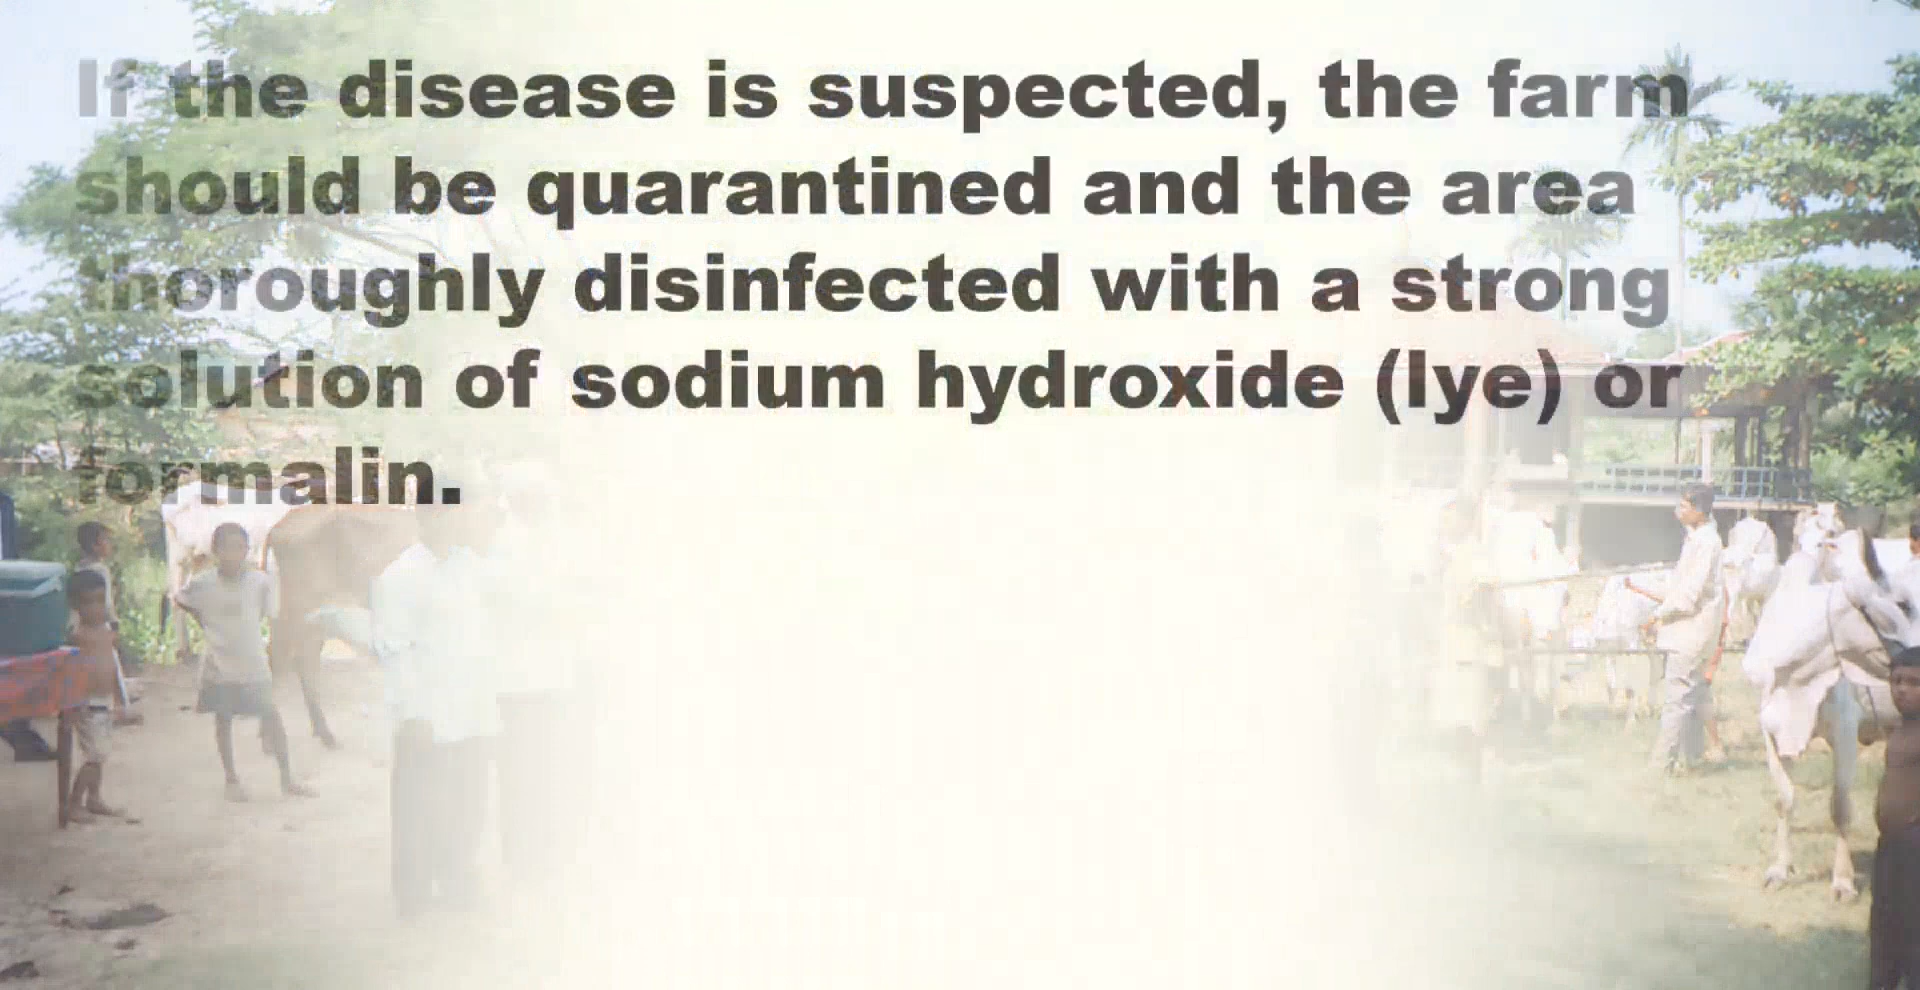 If the disease is suspected, the farm
should be quarantined and the area
thoroughly disinfected with a strong
solution of sodium hydroxide (lye) or
formalin.